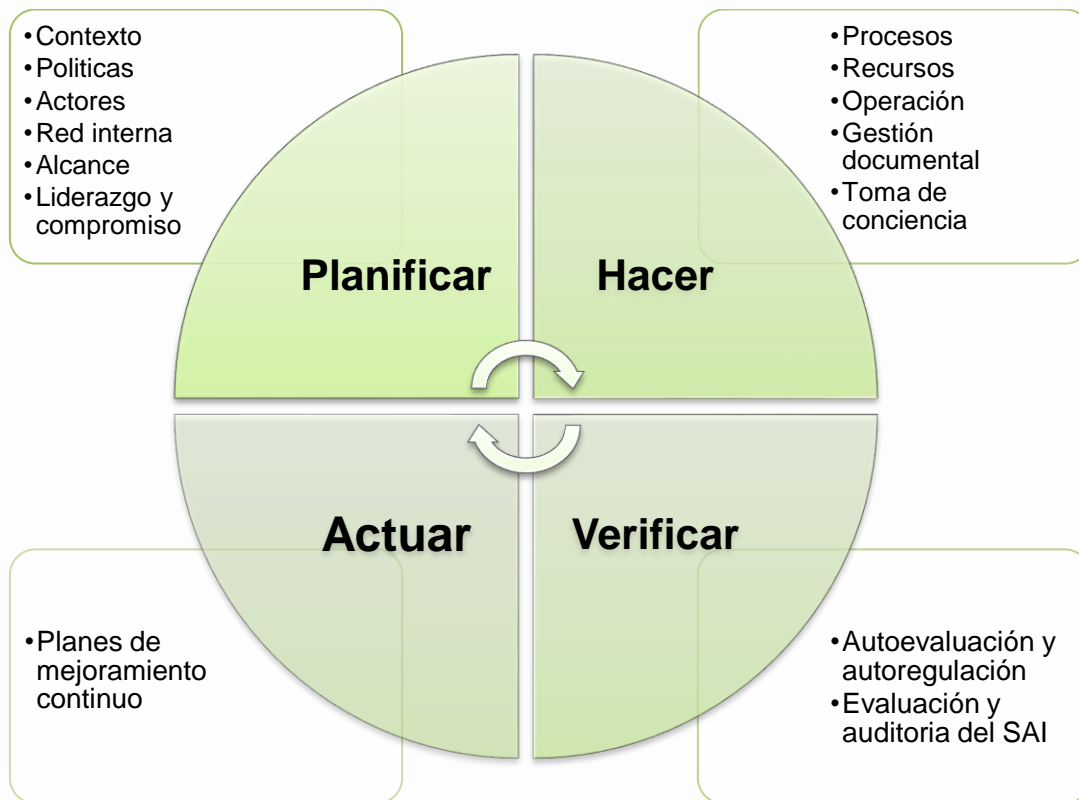 •Contexto
•Politicas
•Actores
•Red interna
•Alcance
•Liderazgo y
compromiso
•Procesos
•Recursos
•Operación
•Gestión
documental
•Toma de
conciencia
Planificar
Hacer
Actuar
Verificar
•Planes de
mejoramiento
continuo
•Autoevaluación y
autoregulación
•Evaluación y
auditoria del SAI